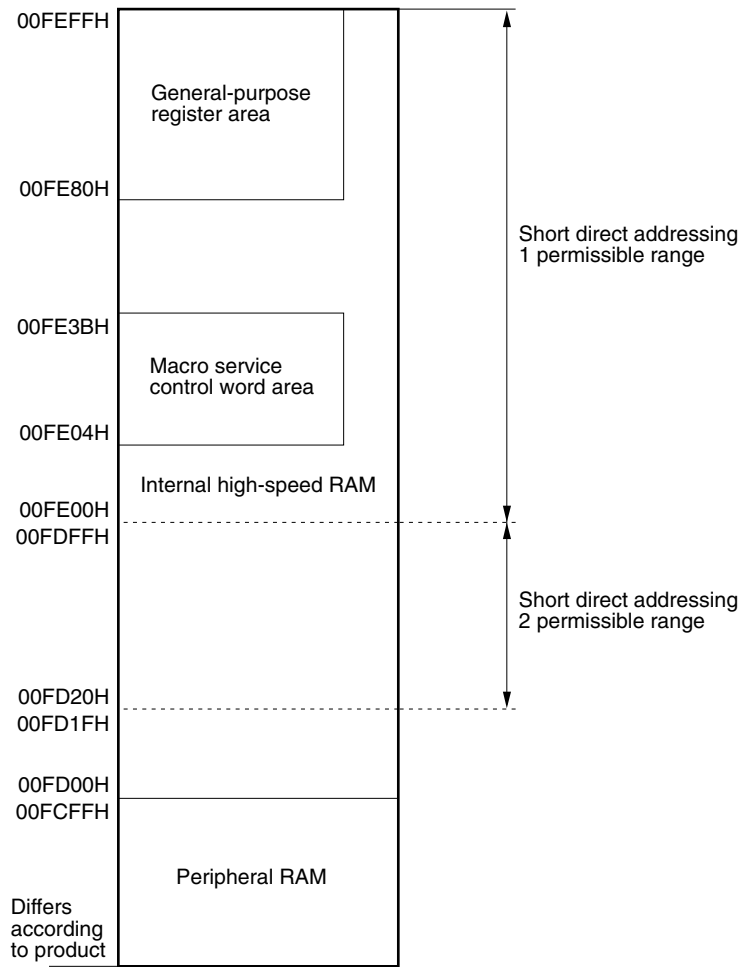 00FEFFH
General-purpose
register area
00FE80H
Short direct addressing
1 permissible range
00FE3BH
Macro service
control word area
00FE04H
Internal high-speed RAM
00FE00H
00FDFFH
Short direct addressing
2 permissible range
00FD20H
00FD1FH
00FD00H
00FCFFH
Peripheral RAM
Differs
according
to product